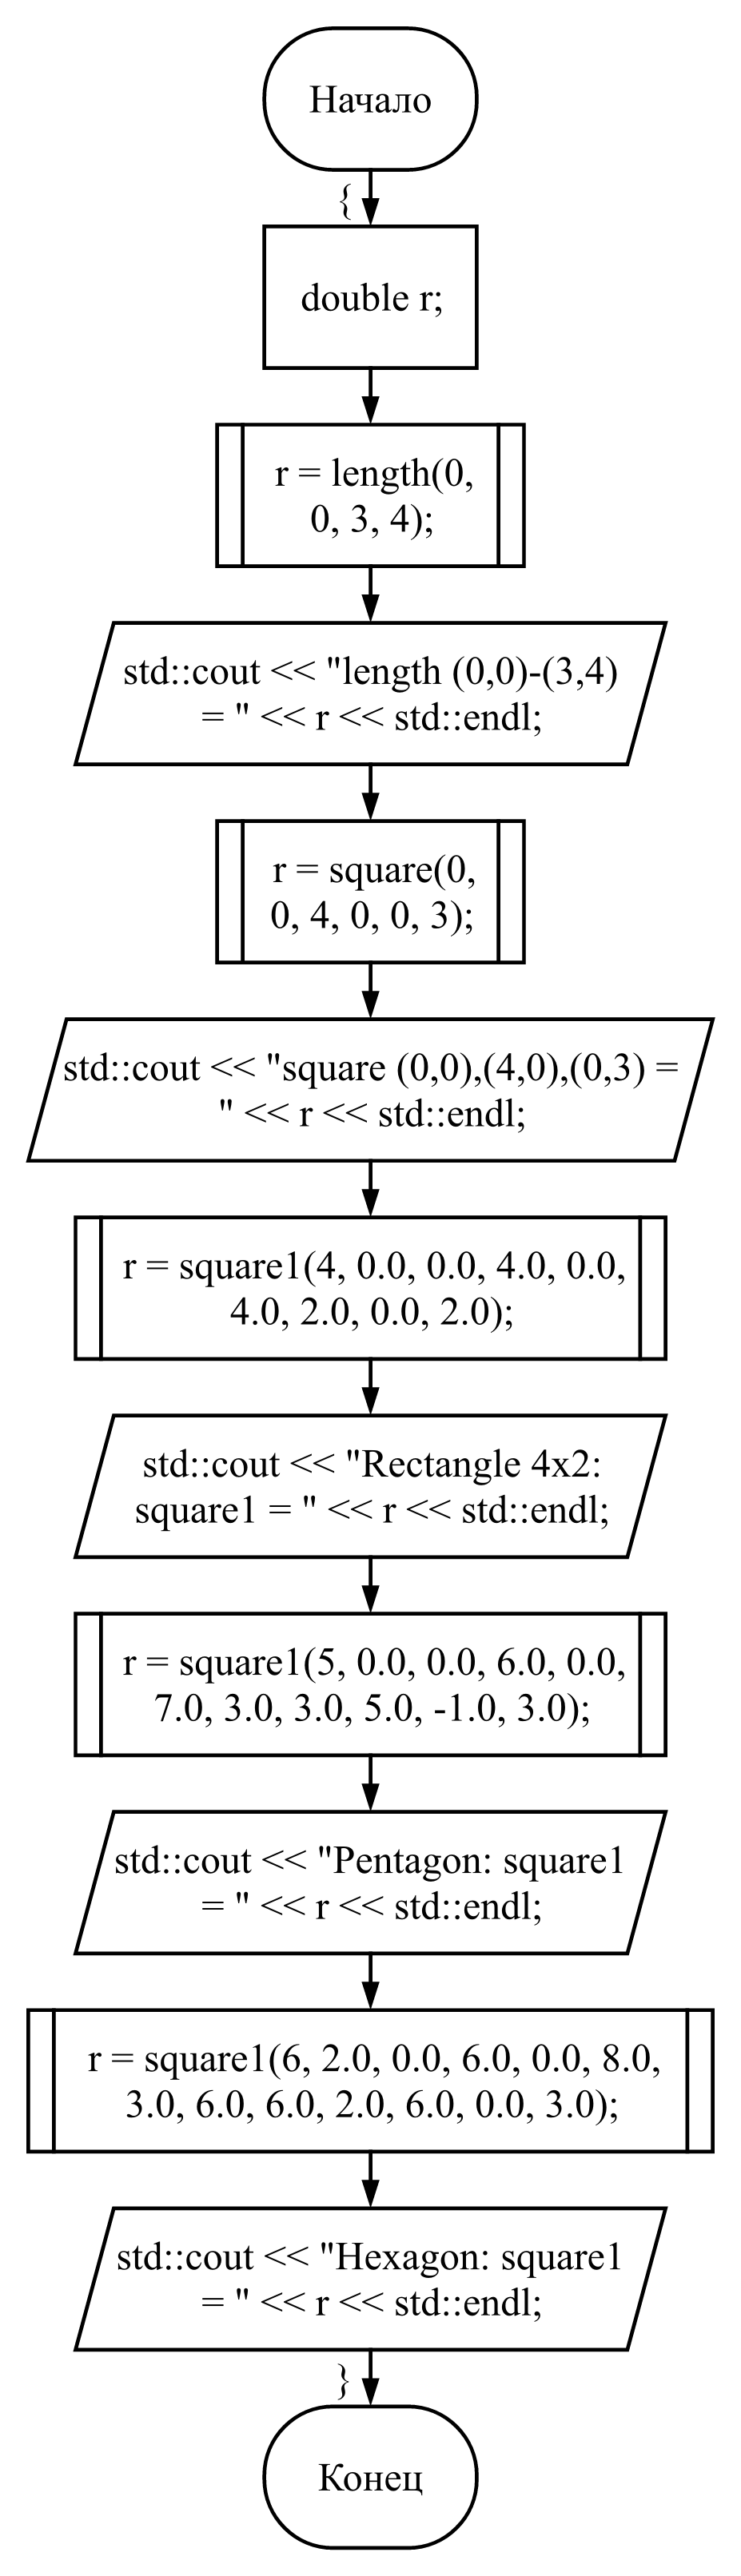 Начало
{
double r;
r = length(0,
0, 3, 4);
std::cout << "length (0,0)-(3,4)
= " << r << std::endl;
r = square(0,
0, 4, 0, 0, 3);
std::cout << "square (0,0),(4,0),(0,3) =
" << r << std::endl;
r = square1(4, 0.0, 0.0, 4.0, 0.0,
4.0, 2.0, 0.0, 2.0);
std::cout << "Rectangle 4x2:
square1 = " << r << std::endl;
r = square1(5, 0.0, 0.0, 6.0, 0.0,
7.0, 3.0, 3.0, 5.0, -1.0, 3.0);
std::cout << "Pentagon: square1
= " << r << std::endl;
r = square1(6, 2.0, 0.0, 6.0, 0.0, 8.0,
3.0, 6.0, 6.0, 2.0, 6.0, 0.0, 3.0);
std::cout << "Hexagon: square1
= " << r << std::endl;
}
Конец